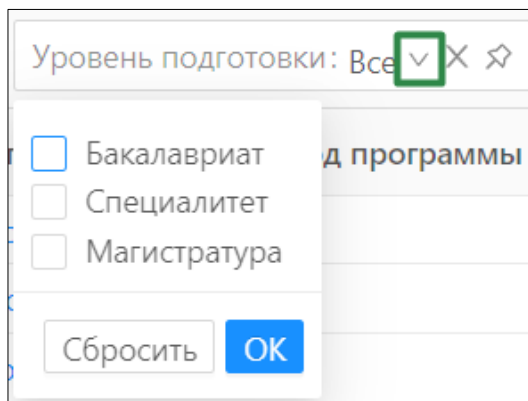 Уровень подготовки: Все
Бакалавриат
д программы
Специалитет
Магистратура
Сбросить
OK